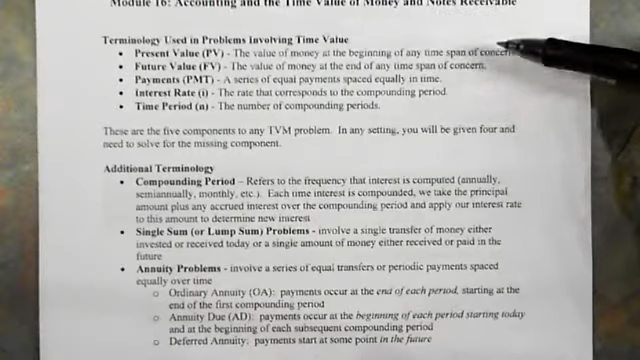 Module 16: Accounting and the Time Value of Money and Notes Receivable
Terminology Used in Problems Involving Time Value
• Present Value (PV) - The value of money at the beginning of any time span of concern.
• Future Value (FV) - The value of money at the end of any time span of concern.
• Payments (PMT) - A series of equal payments spaced equally in time.
• Interest Rate (i) - The rate that corresponds to the compounding period.
• Time Period (n) - The number of compounding periods.
These are the five components to any TVM problem. In any setting, you will be given four and
need to solve for the missing component.
Additional Terminology
• Compounding Period – Refers to the frequency that interest is computed (annually,
semiannually, monthly, etc.). Each time interest is compounded, we take the principal
amount plus any accrued interest over the compounding period and apply our interest rate
to this amount to determine new interest
• Single Sum (or Lump Sum) Problems - involve a single transfer of money either
invested or received today or a single amount of money either received or paid in the
future
• Annuity Problems - involve a series of equal transfers or periodic payments spaced
equally over time
o Ordinary Annuity (OA): payments occur at the end of each period, starting at the
end of the first compounding period
o Annuity Due (AD): payments occur at the beginning of each period starting today
and at the beginning of each subsequent compounding period
o Deferred Annuity: payments start at some point in the future